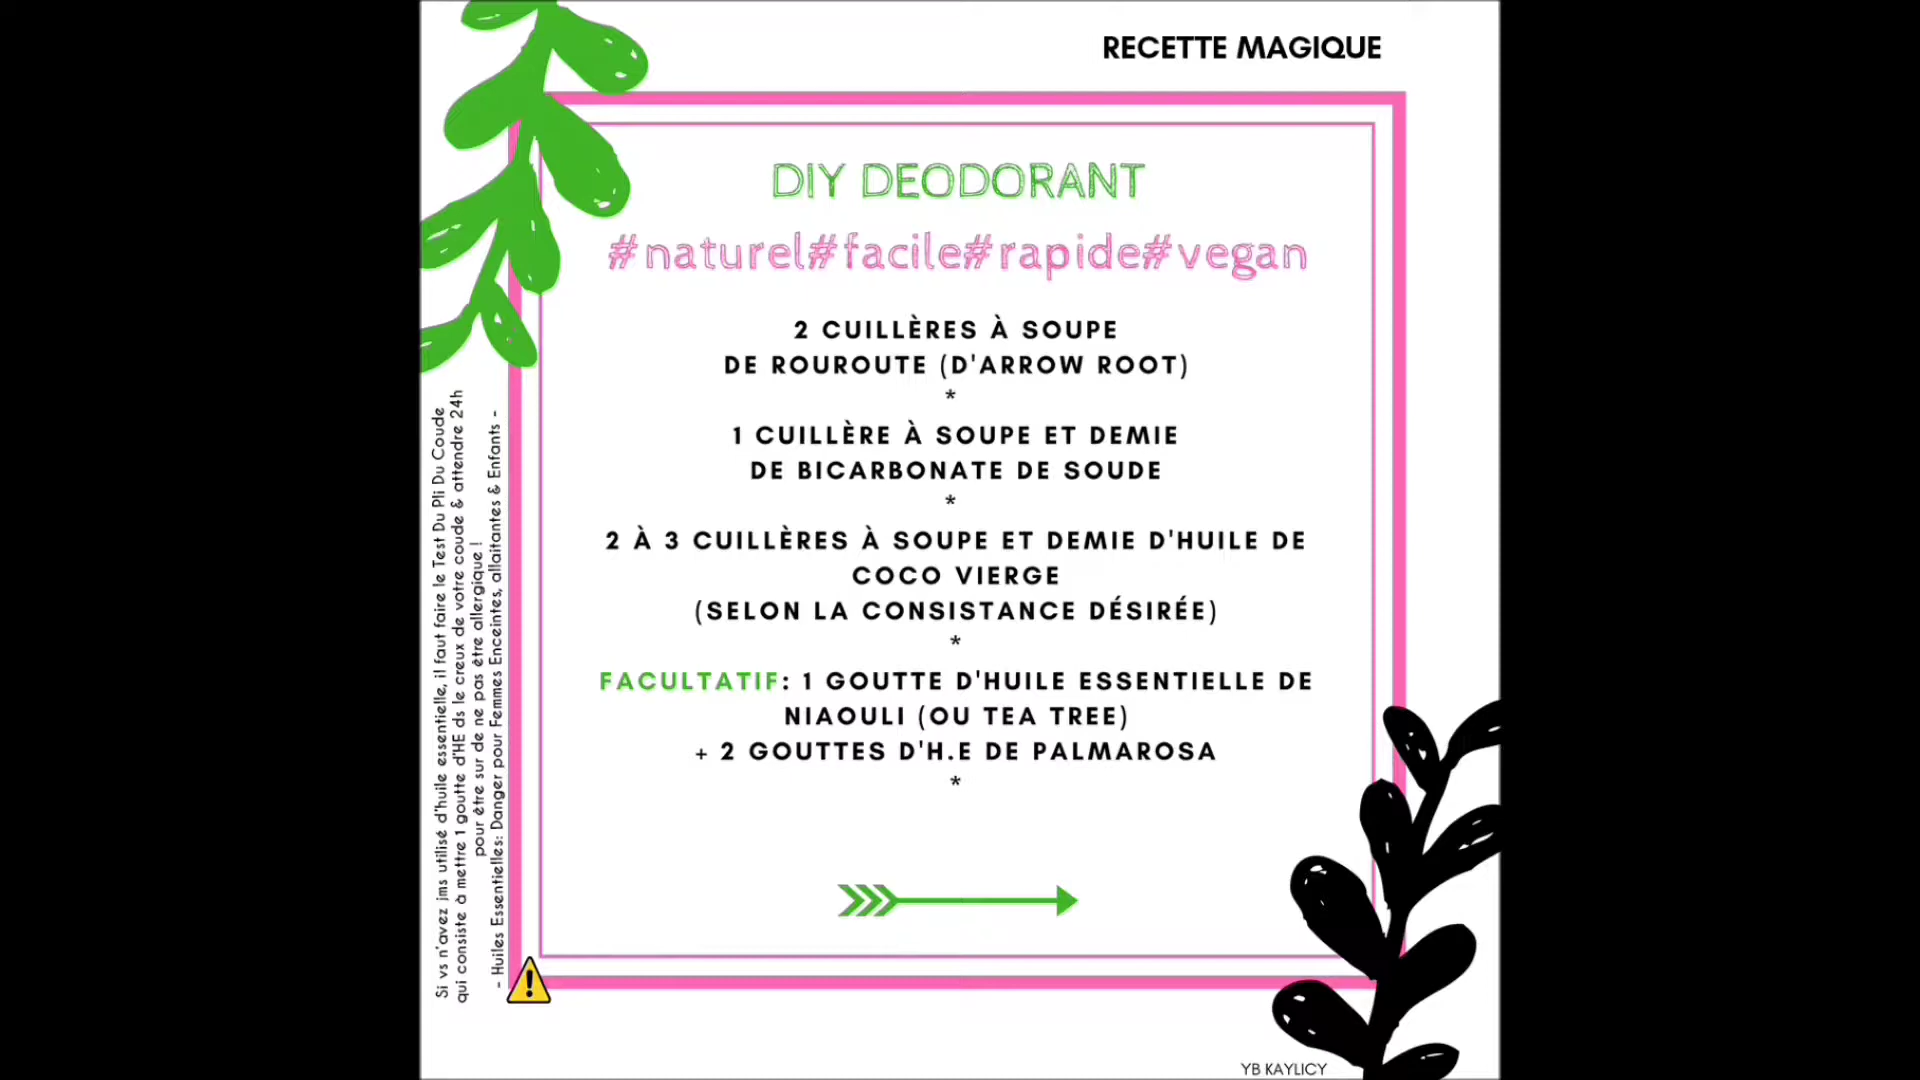 RECETTE MAGIQUE
DIY DEODORANT
#naturel#facile#rapide#vegan
2 CUILLÈRES À SOUPE
DE ROUROUTE (D'ARROW ROOT)
*
1 CUILLÈRE À SOUPE ET DEMIE
DE BICARBONATE DE SOUDE
*
2 À 3 CUILLÈRES À SOUPE ET DEMIE D'HUILE DE
COCO VIERGE
(SELON LA CONSISTANCE DÉSIRÉE)
*
FACULTATIF: 1 GOUTTE D'HUILE ESSENTIELLE DE
NIAOULI (OU TEA TREE)
+ 2 GOUTTES D'H.E DE PALMAROSA
*
Si vs n'avez jms utilisé d'huile essentielle, il faut faire le Test Du Pli Du Coude
qui consiste à mettre 1 goutte d'HE ds le creux de votre coude & attendre 24h
pour être sur de ne pas être allergique !
- Huiles Essentielles: Danger pour Femmes Enceintes, allaitantes & Enfants -
YB KAYLICY